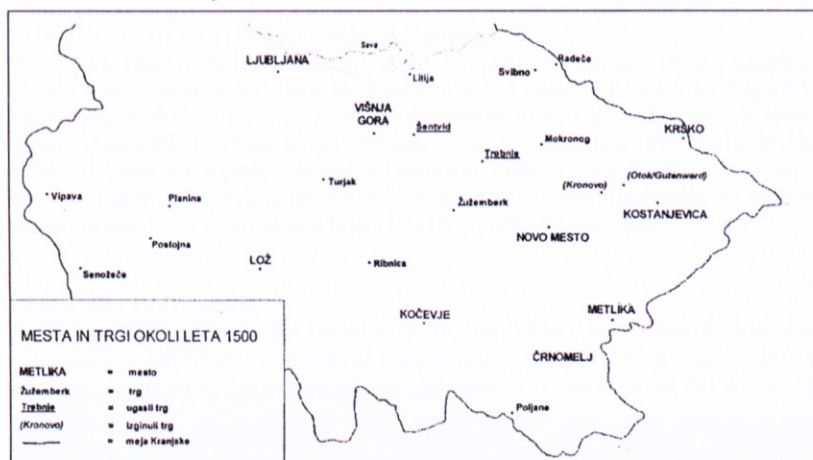 Sava
Radeče
LJUBLJANA
Svibno
Litija
VIŠNJA
GORA
Šentvid
KRŠKO
Mokronog
Trebnje
Turjak
(Otok/Gutenwerd)
(Kronovo)
Vipava
Planina
Žužemberk
KOSTANJEVICA
NOVO MESTO
Postojna
LOŽ
Ribnica
Senožeče
KOČEVJE
METLIKA
ČRNOMELJ
Poljane
MESTA IN TRGI OKOLI LETA 1500
METLIKA = mesto
Žužemberk = trg
Trebnje = ugasli trg
(Kronovo) = izginuli trg
= meja Kranjske